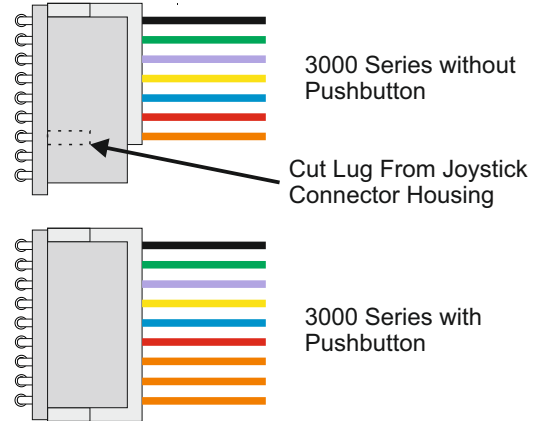 3000 Series without
Pushbutton
Cut Lug From Joystick
Connector Housing
3000 Series with
Pushbutton